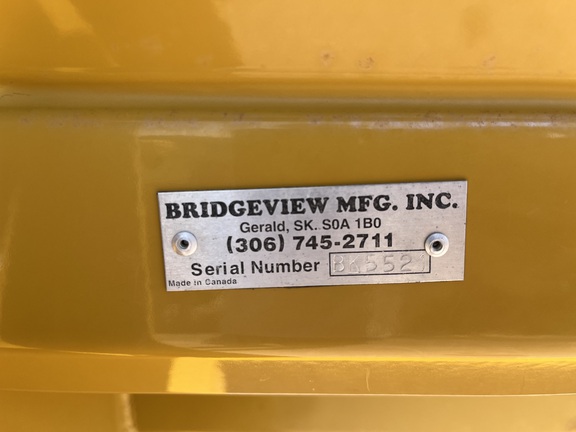 BRIDGEVIEW MFG. INC.
Gerald, SK. S0A 1B0
(306) 745-2711
Serial Number
Made in Canada